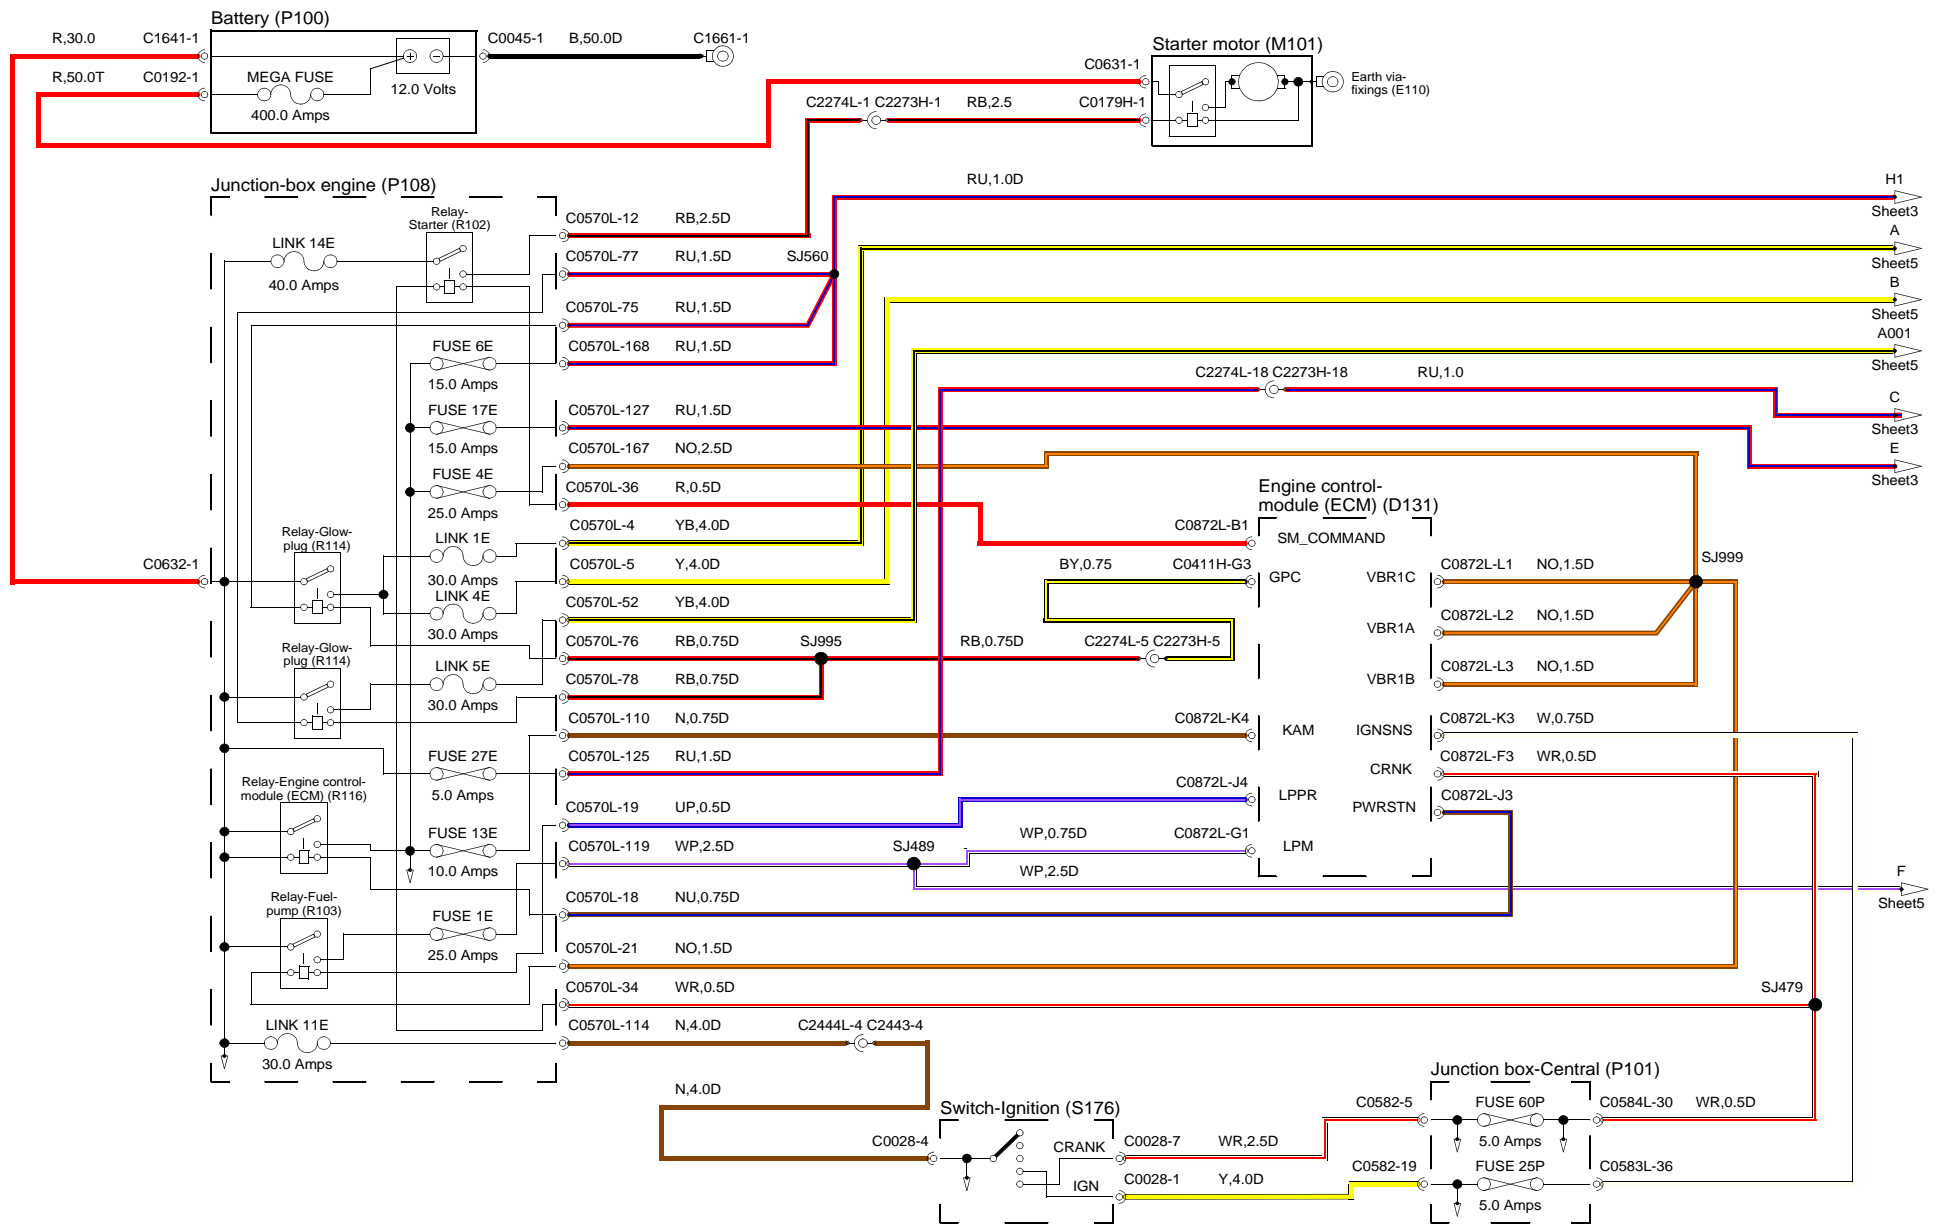 Battery (P100)
R,30.0 C1641-1
C0045-1 B,50.0D C1661-1
R,50.0T C0192-1
MEGA FUSE
400.0 Amps
12.0 Volts
Starter motor (M101)
C0631-1
C2274L-1 C2273H-1 RB,2.5 C0179H-1
Earth via-
fixings (E110)
Junction-box engine (P108)
RU,1.0D
H1
Sheet3
A
Sheet5
B
Sheet5
A001
Sheet5
C
Sheet3
E
Sheet3
Relay-
Starter (R102)
LINK 14E
40.0 Amps
C0570L-12 RB,2.5D
C0570L-77 RU,1.5D SJ560
C0570L-75 RU,1.5D
FUSE 6E
15.0 Amps
C0570L-168 RU,1.5D
C2274L-18 C2273H-18 RU,1.0
FUSE 17E
15.0 Amps
C0570L-127 RU,1.5D
C0570L-167 NO,2.5D
FUSE 4E
25.0 Amps
C0570L-36 R,0.5D
Engine control-
module (ECM) (D131)
Relay-Glow-
plug (R114)
LINK 1E
30.0 Amps
C0570L-4 YB,4.0D
C0872L-B1 SM_COMMAND
C0632-1
LINK 4E
30.0 Amps
C0570L-5 Y,4.0D
BY,0.75 C0411H-G3 GPC
VBR1C C0872L-L1 NO,1.5D SJ999
C0570L-52 YB,4.0D
VBR1A C0872L-L2 NO,1.5D
C0570L-76 RB,0.75D SJ995 RB,0.75D C2274L-5 C2273H-5
Relay-Glow-
plug (R114)
LINK 5E
30.0 Amps
C0570L-78 RB,0.75D
VBR1B C0872L-L3 NO,1.5D
C0570L-110 N,0.75D
C0872L-K4 KAM
IGNSNS C0872L-K3 W,0.75D
FUSE 27E
5.0 Amps
C0570L-125 RU,1.5D
CRNK C0872L-F3 WR,0.5D
Relay-Engine control-
module (ECM) (R116)
C0570L-19 UP,0.5D
C0872L-J4 LPPR
PWRSTN C0872L-J3
FUSE 13E
10.0 Amps
C0570L-119 WP,2.5D SJ489
WP,0.75D C0872L-G1 LPM
WP,2.5D
F
Sheet5
Relay-Fuel-
pump (R103)
C0570L-18 NU,0.75D
FUSE 1E
25.0 Amps
C0570L-21 NO,1.5D
C0570L-34 WR,0.5D SJ479
LINK 11E
30.0 Amps
C0570L-114 N,4.0D C2444L-4 C2443-4
N,4.0D
Switch-Ignition (S176)
C0028-4
CRANK C0028-7 WR,2.5D
IGN C0028-1 Y,4.0D
Junction box-Central (P101)
C0582-5 FUSE 60P C0584L-30 WR,0.5D
5.0 Amps
C0582-19 FUSE 25P C0583L-36
5.0 Amps